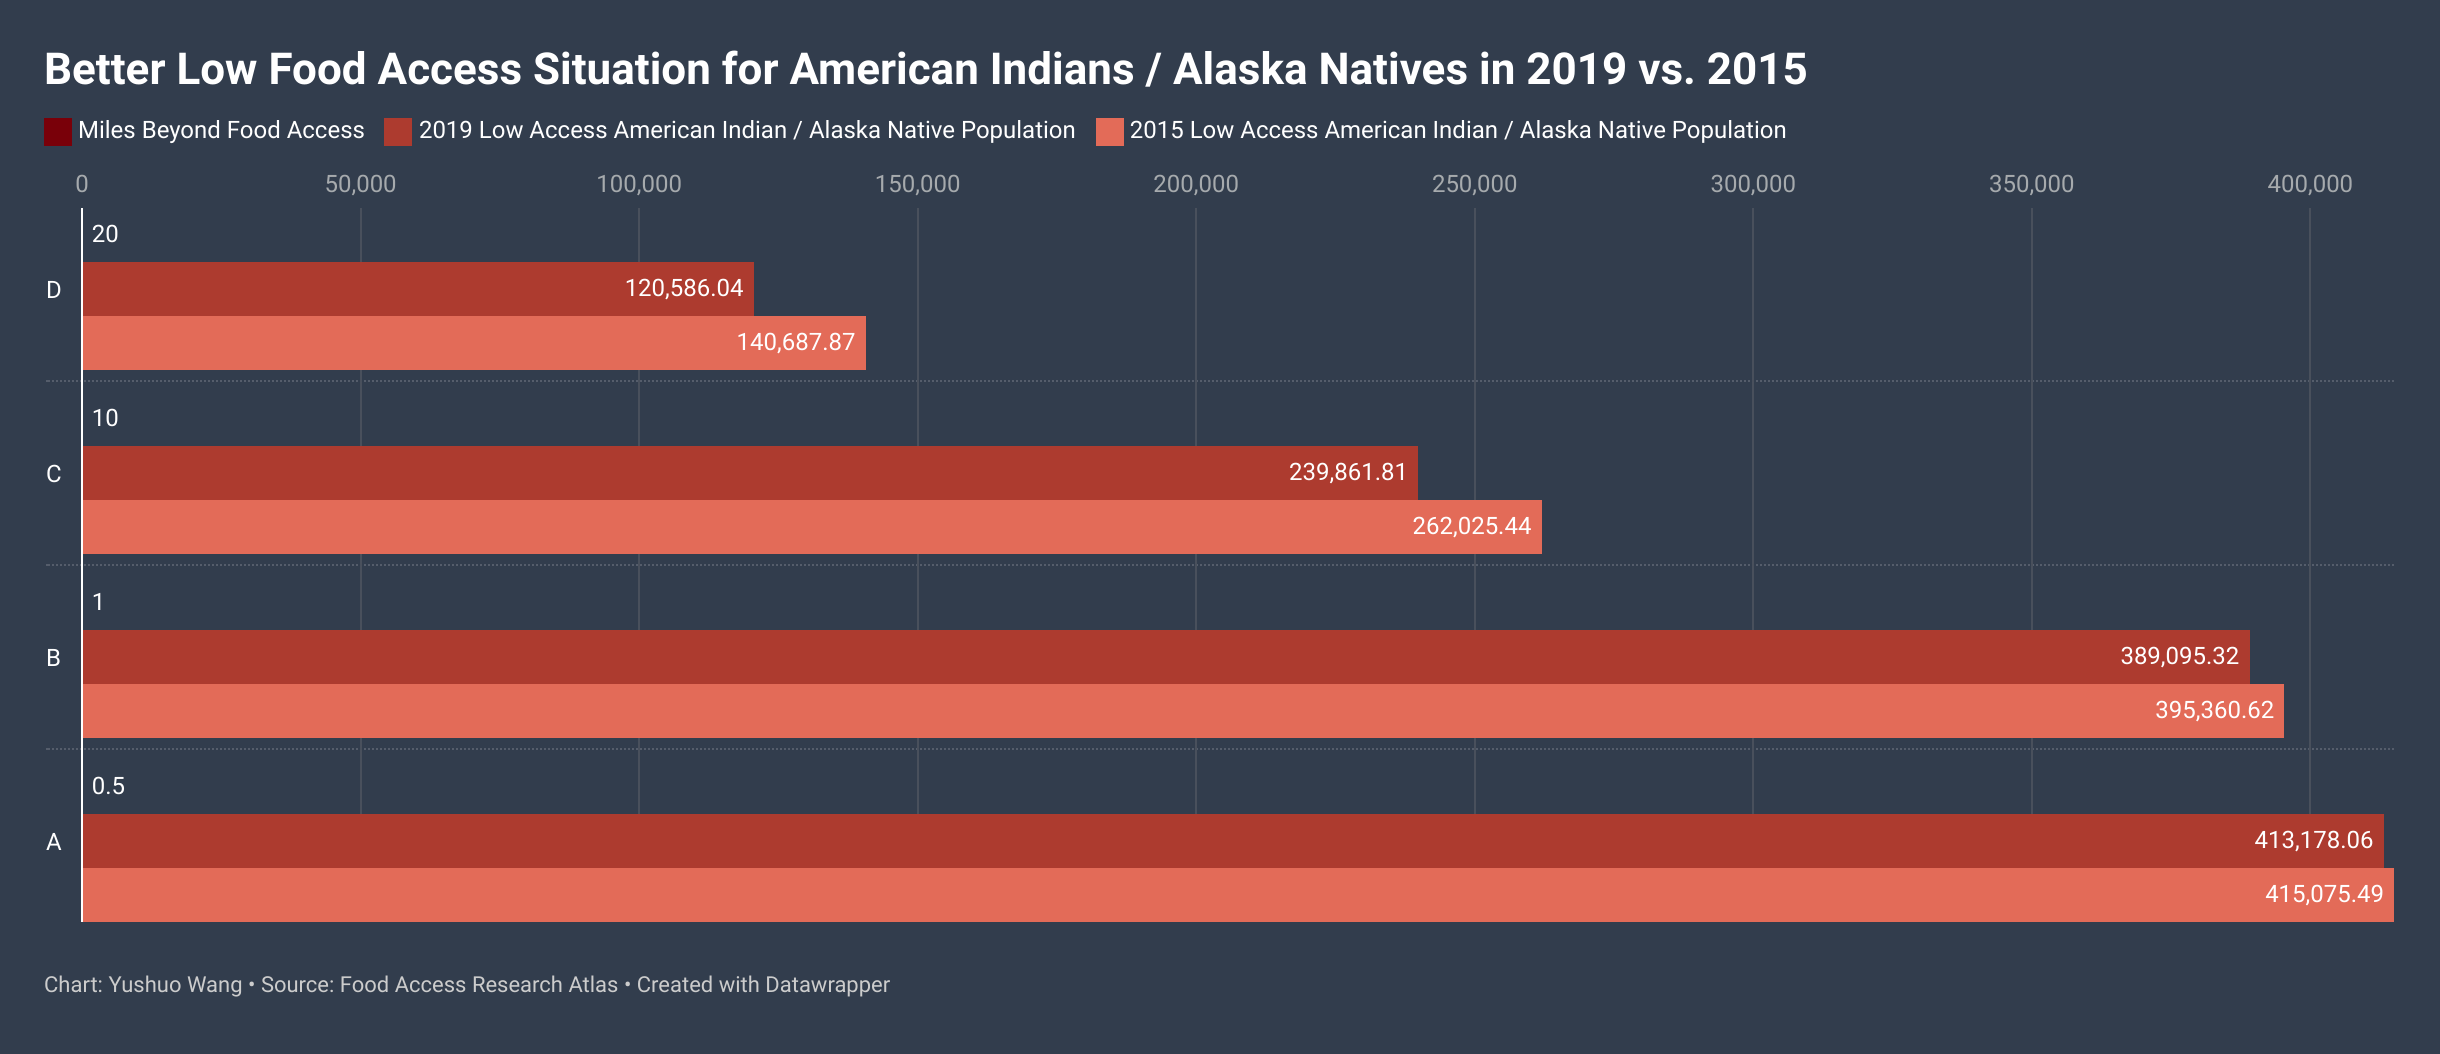 Better Low Food Access Situation for American Indians / Alaska Natives in 2019 vs. 2015
Miles Beyond Food Access 2019 Low Access American Indian / Alaska Native Population 2015 Low Access American Indian / Alaska Native Population
0 50,000 100,000 150,000 200,000 250,000 300,000 350,000 400,000
20
D 120,586.04
140,687.87
10
C 239,861.81
262,025.44
1
B 389,095.32
395,360.62
0.5
A 413,178.06
415,075.49
Chart: Yushuo Wang • Source: Food Access Research Atlas • Created with Datawrapper